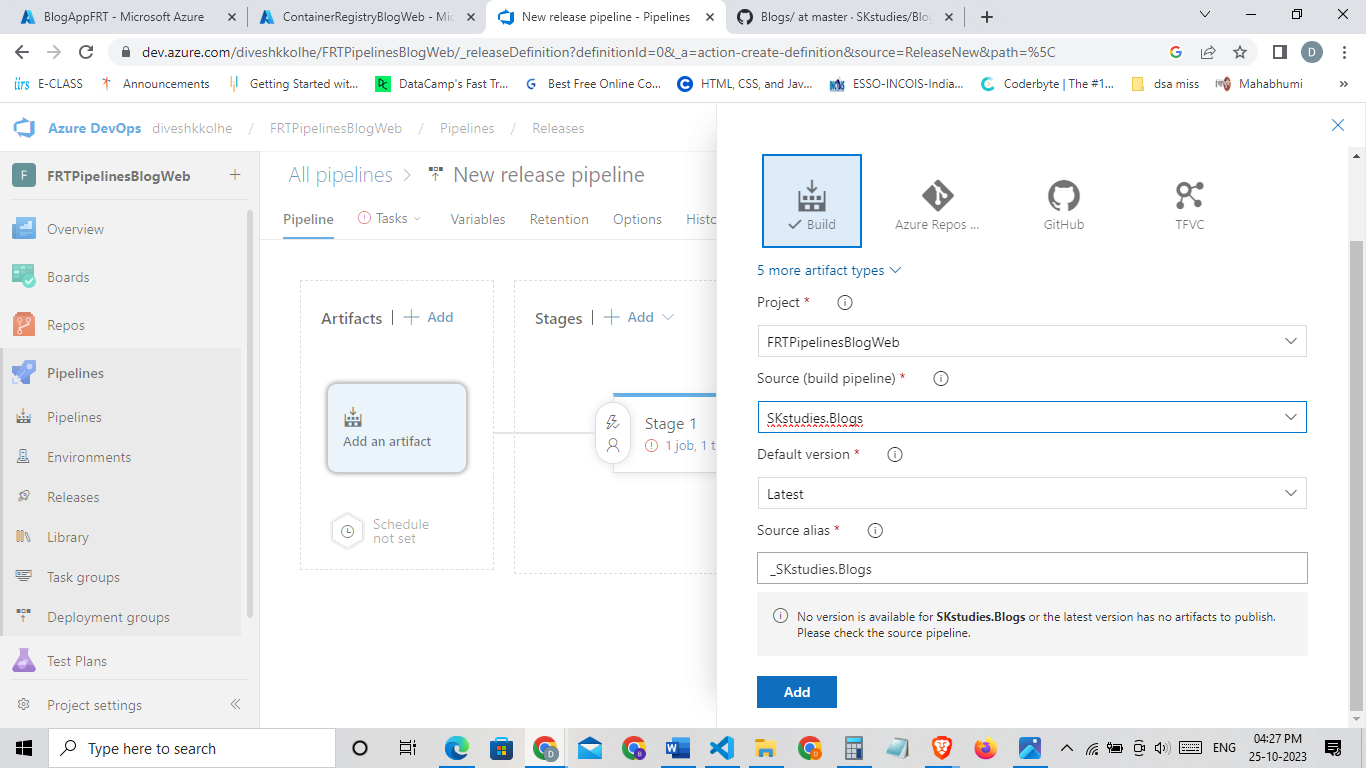 BlogAppFRT - Microsoft Azure
ContainerRegistryBlogWeb - Mic
New release pipeline - Pipelines
Blogs/ at master · SKstudies/Blog
dev.azure.com/diveshkkolhe/FRTPipelinesBlogWeb/_releaseDefinition?definitionId=0&_a=action-create-definition&source=ReleaseNew&path=%5C
D
iirs E-CLASS
Announcements
Getting Started wit...
DataCamp's Fast Tr...
Best Free Online Co...
HTML, CSS, and Jav...
ESSO-INCOIS-India...
Coderbyte | The #1...
dsa miss
Mahabhumi
»
Azure DevOps diveshkkolhe / FRTPipelinesBlogWeb / Pipelines / Releases
F FRTPipelinesBlogWeb +
Overview
Boards
Repos
Pipelines
Pipelines
Environments
Releases
Library
Task groups
Deployment groups
Test Plans
Project settings
All pipelines > New release pipeline
Pipeline Tasks Variables Retention Options Histo
Artifacts | + Add
Add an artifact
Schedule
not set
Stages | + Add
Stage 1
1 job, 1 t
Build
Azure Repos ...
GitHub
TFVC
5 more artifact types
Project *
FRTPipelinesBlogWeb
Source (build pipeline) *
SKstudies.Blogs
Default version *
Latest
Source alias *
_SKstudies.Blogs
No version is available for SKstudies.Blogs or the latest version has no artifacts to publish.
Please check the source pipeline.
Add
Type here to search
ENG
04:27 PM
25-10-2023